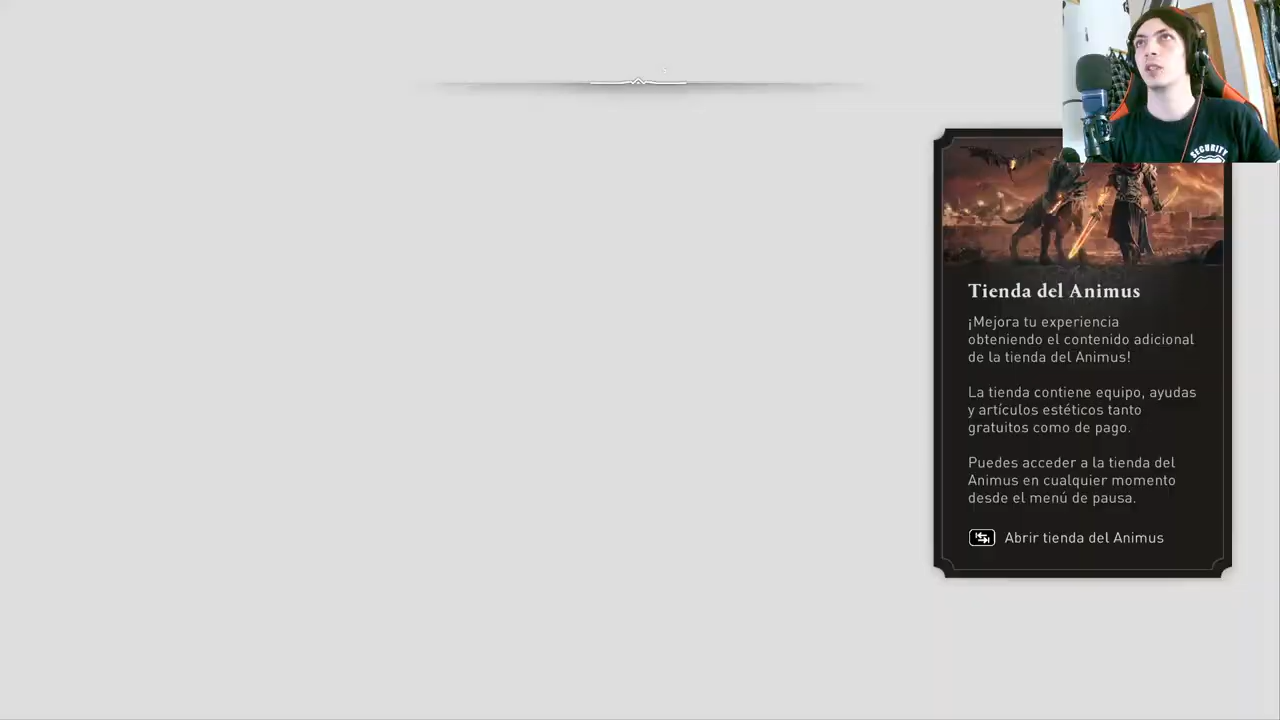 SECURITY
Tienda del Animus
¡Mejora tu experiencia
obteniendo el contenido adicional
de la tienda del Animus!
La tienda contiene equipo, ayudas
y artículos estéticos tanto
gratuitos como de pago.
Puedes acceder a la tienda del
Animus en cualquier momento
desde el menú de pausa.
Abrir tienda del Animus